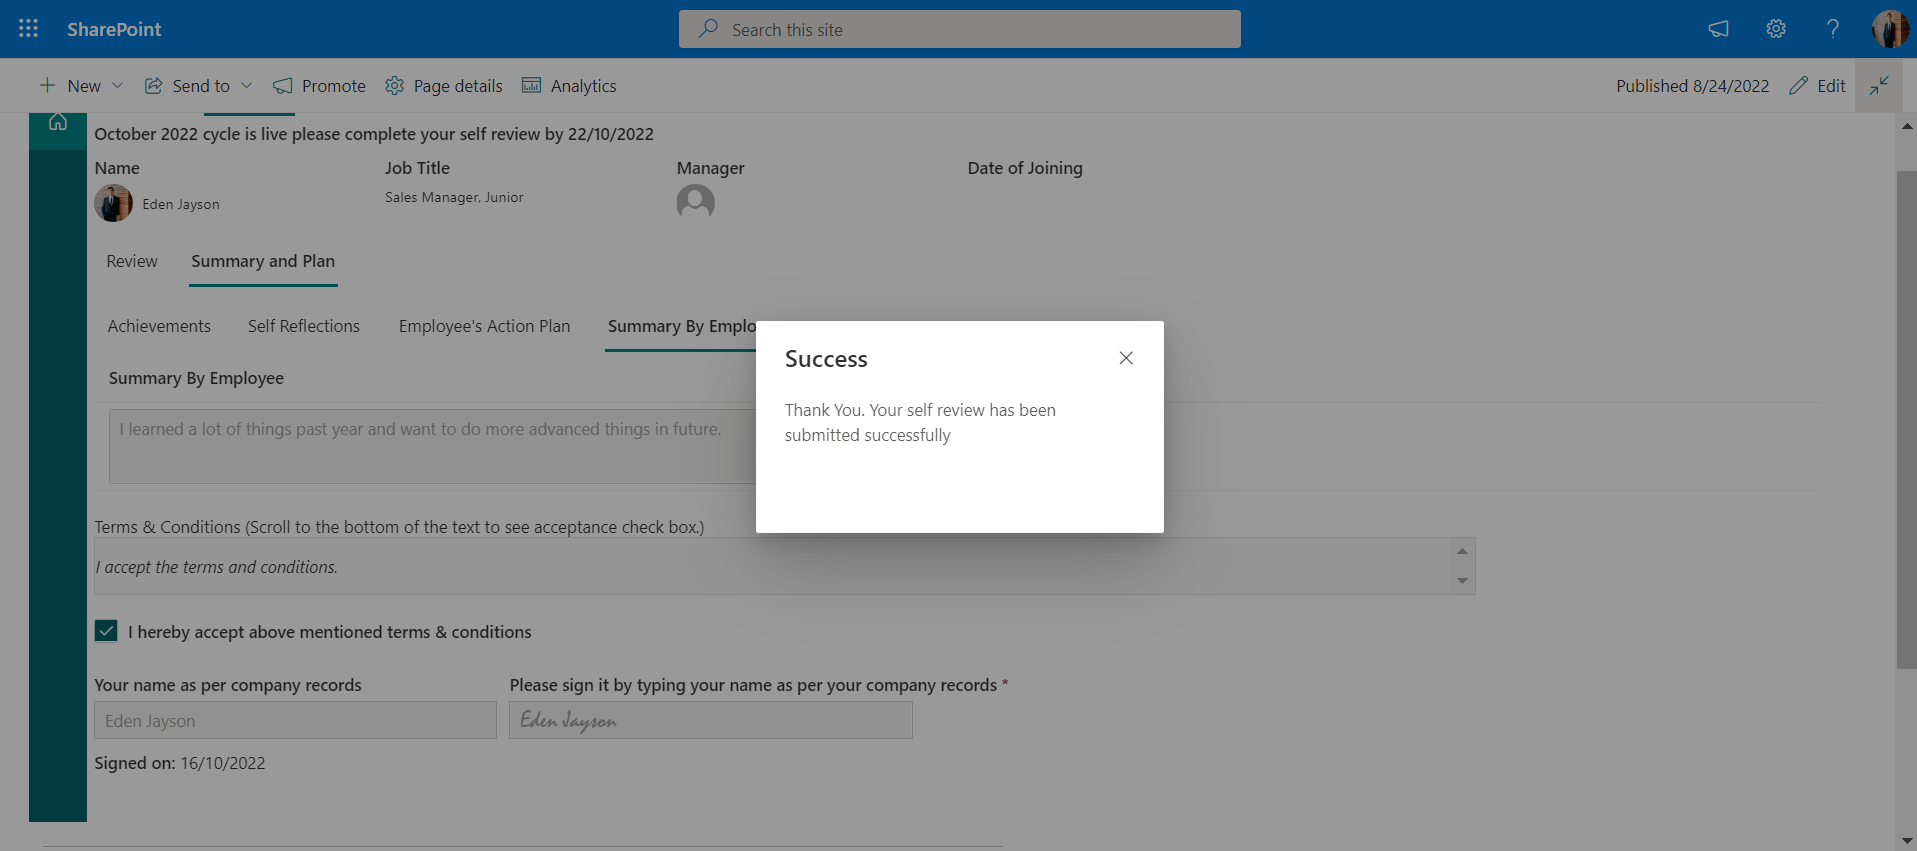 SharePoint
Search this site
New
Send to
Promote
Page details
Analytics
Published 8/24/2022
Edit
October 2022 cycle is live please complete your self review by 22/10/2022
Name
Job Title
Manager
Date of Joining
Eden Jayson
Sales Manager, Junior
Review
Summary and Plan
Achievements
Self Reflections
Employee's Action Plan
Summary By Emplo
Success
Thank You. Your self review has been
submitted successfully
Summary By Employee
I learned a lot of things past year and want to do more advanced things in future.
Terms & Conditions (Scroll to the bottom of the text to see acceptance check box.)
I accept the terms and conditions.
I hereby accept above mentioned terms & conditions
Your name as per company records
Please sign it by typing your name as per your company records *
Eden Jayson
Eden Jayson
Signed on: 16/10/2022